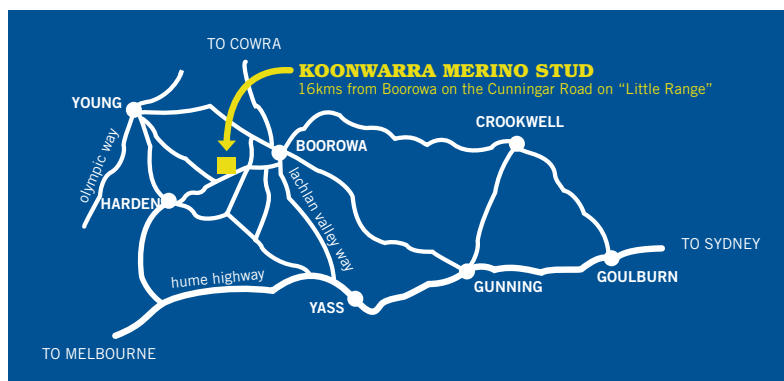 TO COWRA
KOONWARRA MERINO STUD
16kms from Boorowa on the Cunningar Road on “Little Range”
YOUNG
CROOKWELL
BOOROWA
olympic way
lachlan valley way
HARDEN
TO SYDNEY
hume highway
GOULBURN
GUNNING
YASS
TO MELBOURNE